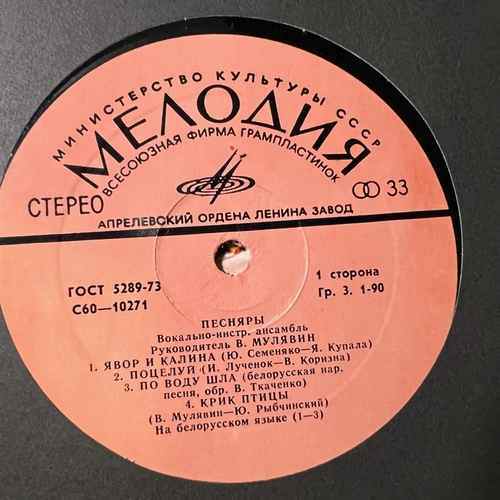 МИНИСТЕРСТВО КУЛЬТУРЫ СССР
МЕЛОДИЯ
ВСЕСОЮЗНАЯ ФИРМА ГРАМПЛАСТИНОК
СТЕРЕО
33
АПРЕЛЕВСКИЙ ОРДЕНА ЛЕНИНА ЗАВОД
ГОСТ 5289-73
С60—10271
1 сторона
Гр. 3. 1-90
ПЕСНЯРЫ
Вокально-инстр. ансамбль
Руководитель В. МУЛЯВИН
1. ЯВОР И КАЛИНА (Ю. Семеняко—Я. Купала)
2. ПОЦЕЛУЙ (И. Лученок—В. Коризна)
3. ПО ВОДУ ШЛА (белорусская нар.
песня, обр. В. Ткаченко)
4. КРИК ПТИЦЫ
(В. Мулявин—Ю. Рыбчинский)
На белорусском языке (1—3)